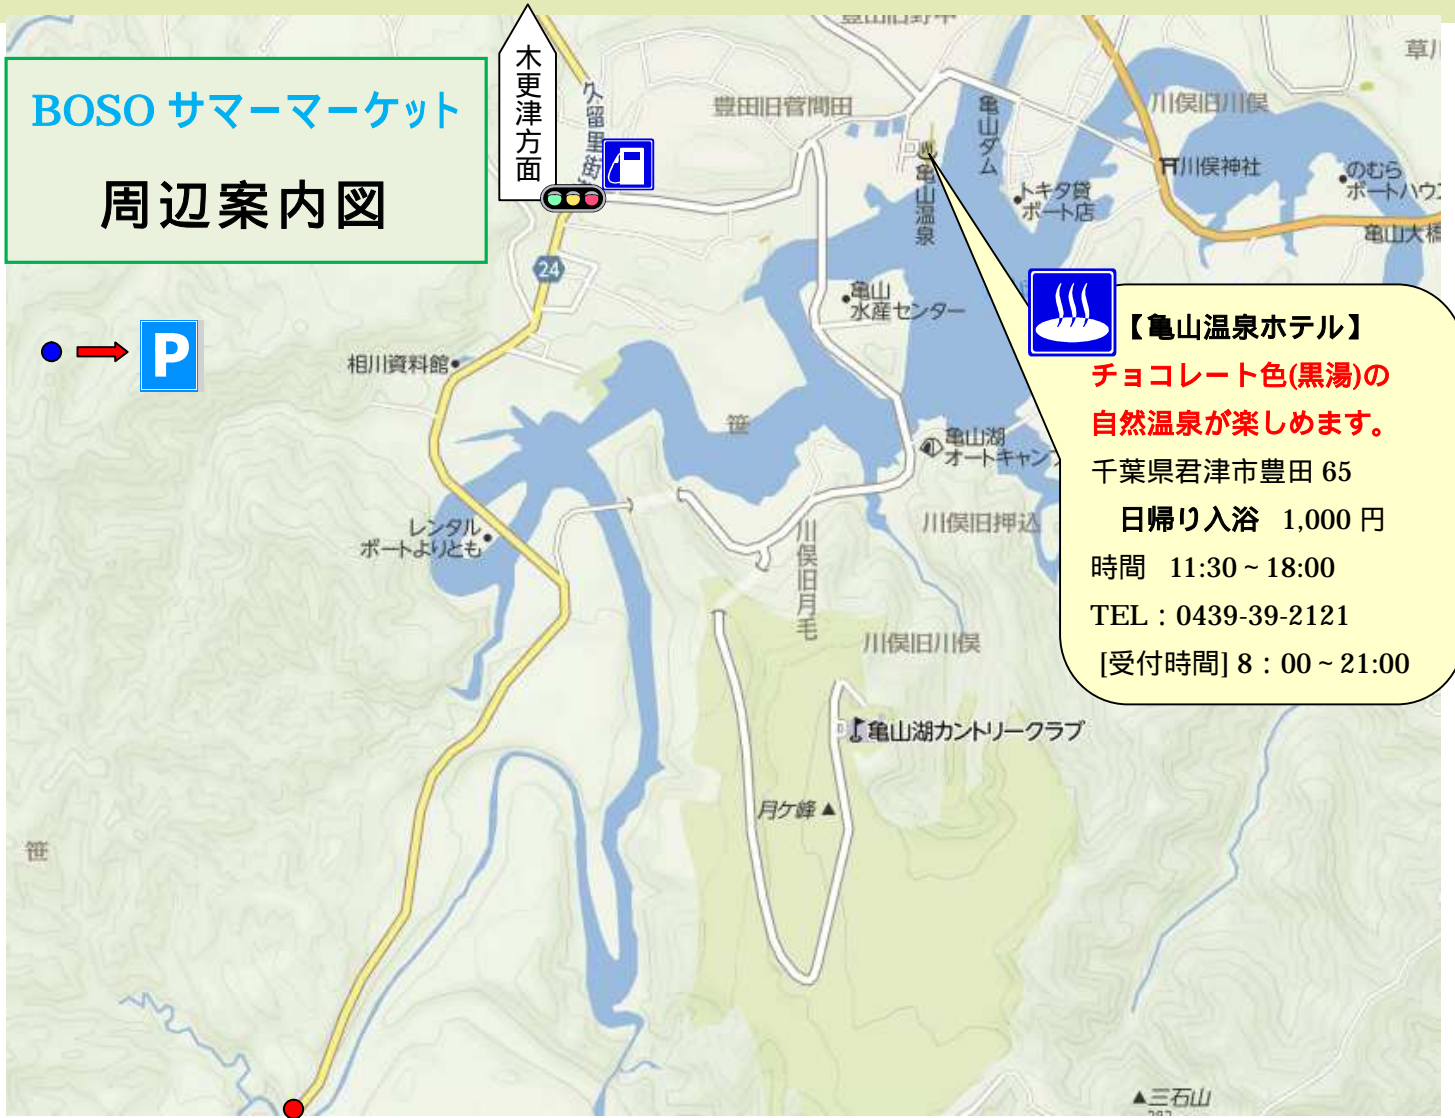 BOSO サマーマーケット
周辺案内図
木更津方面
久留里街
24
P
豊田旧菅間田
亀山ダム
川俣旧川俣
草川
川俣神社
のむら
ボートハウス
亀山大橋
トキタ貸
ボート店
亀山温泉
亀山
水産センター
相川資料館
笹
亀山湖
オートキャンプ
レンタル
ボートよりとも
川俣旧押込
川俣旧月毛
川俣旧川俣
亀山湖カントリークラブ
月ケ峰
笹
三石山
【亀山温泉ホテル】
チョコレート色(黒湯)の
自然温泉が楽しめます。
千葉県君津市豊田 65
日帰り入浴 1,000 円
時間 11:30 ~ 18:00
TEL：0439-39-2121
[受付時間] 8：00 ~ 21:00